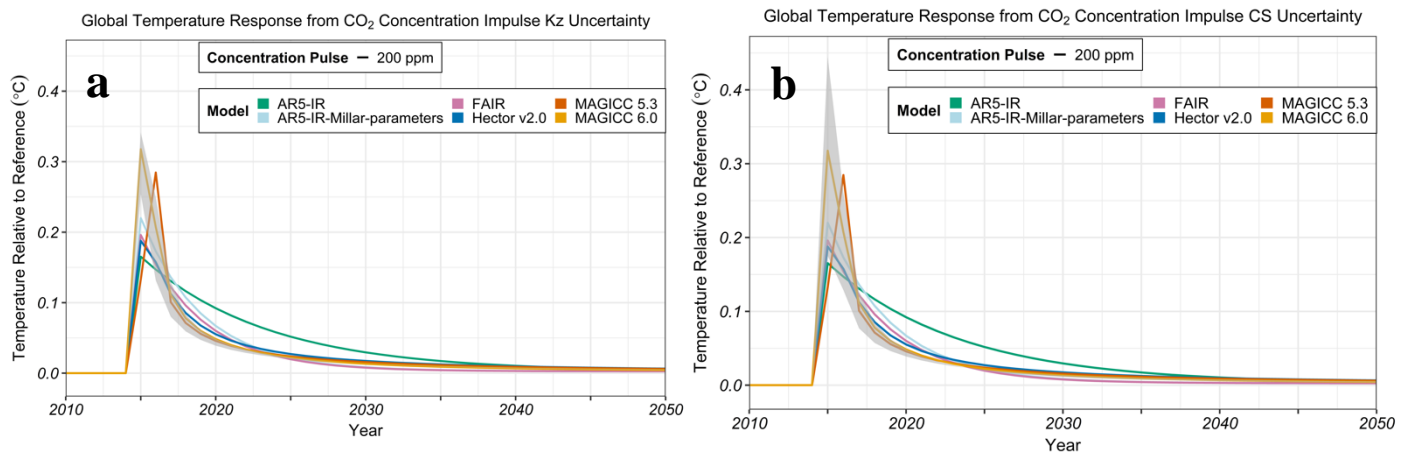 Global Temperature Response from CO₂ Concentration Impulse Kz Uncertainty
a
Concentration Pulse 200 ppm
Model AR5-IR FAIR MAGICC 5.3
AR5-IR-Millar-parameters Hector v2.0 MAGICC 6.0
Temperature Relative to Reference (°C)
0.4
0.3
0.2
0.1
0.0
2010 2020 2030 2040 2050
Year
Global Temperature Response from CO₂ Concentration Impulse CS Uncertainty
b
Concentration Pulse 200 ppm
Model AR5-IR FAIR MAGICC 5.3
AR5-IR-Millar-parameters Hector v2.0 MAGICC 6.0
Temperature Relative to Reference (°C)
0.4
0.3
0.2
0.1
0.0
2010 2020 2030 2040 2050
Year